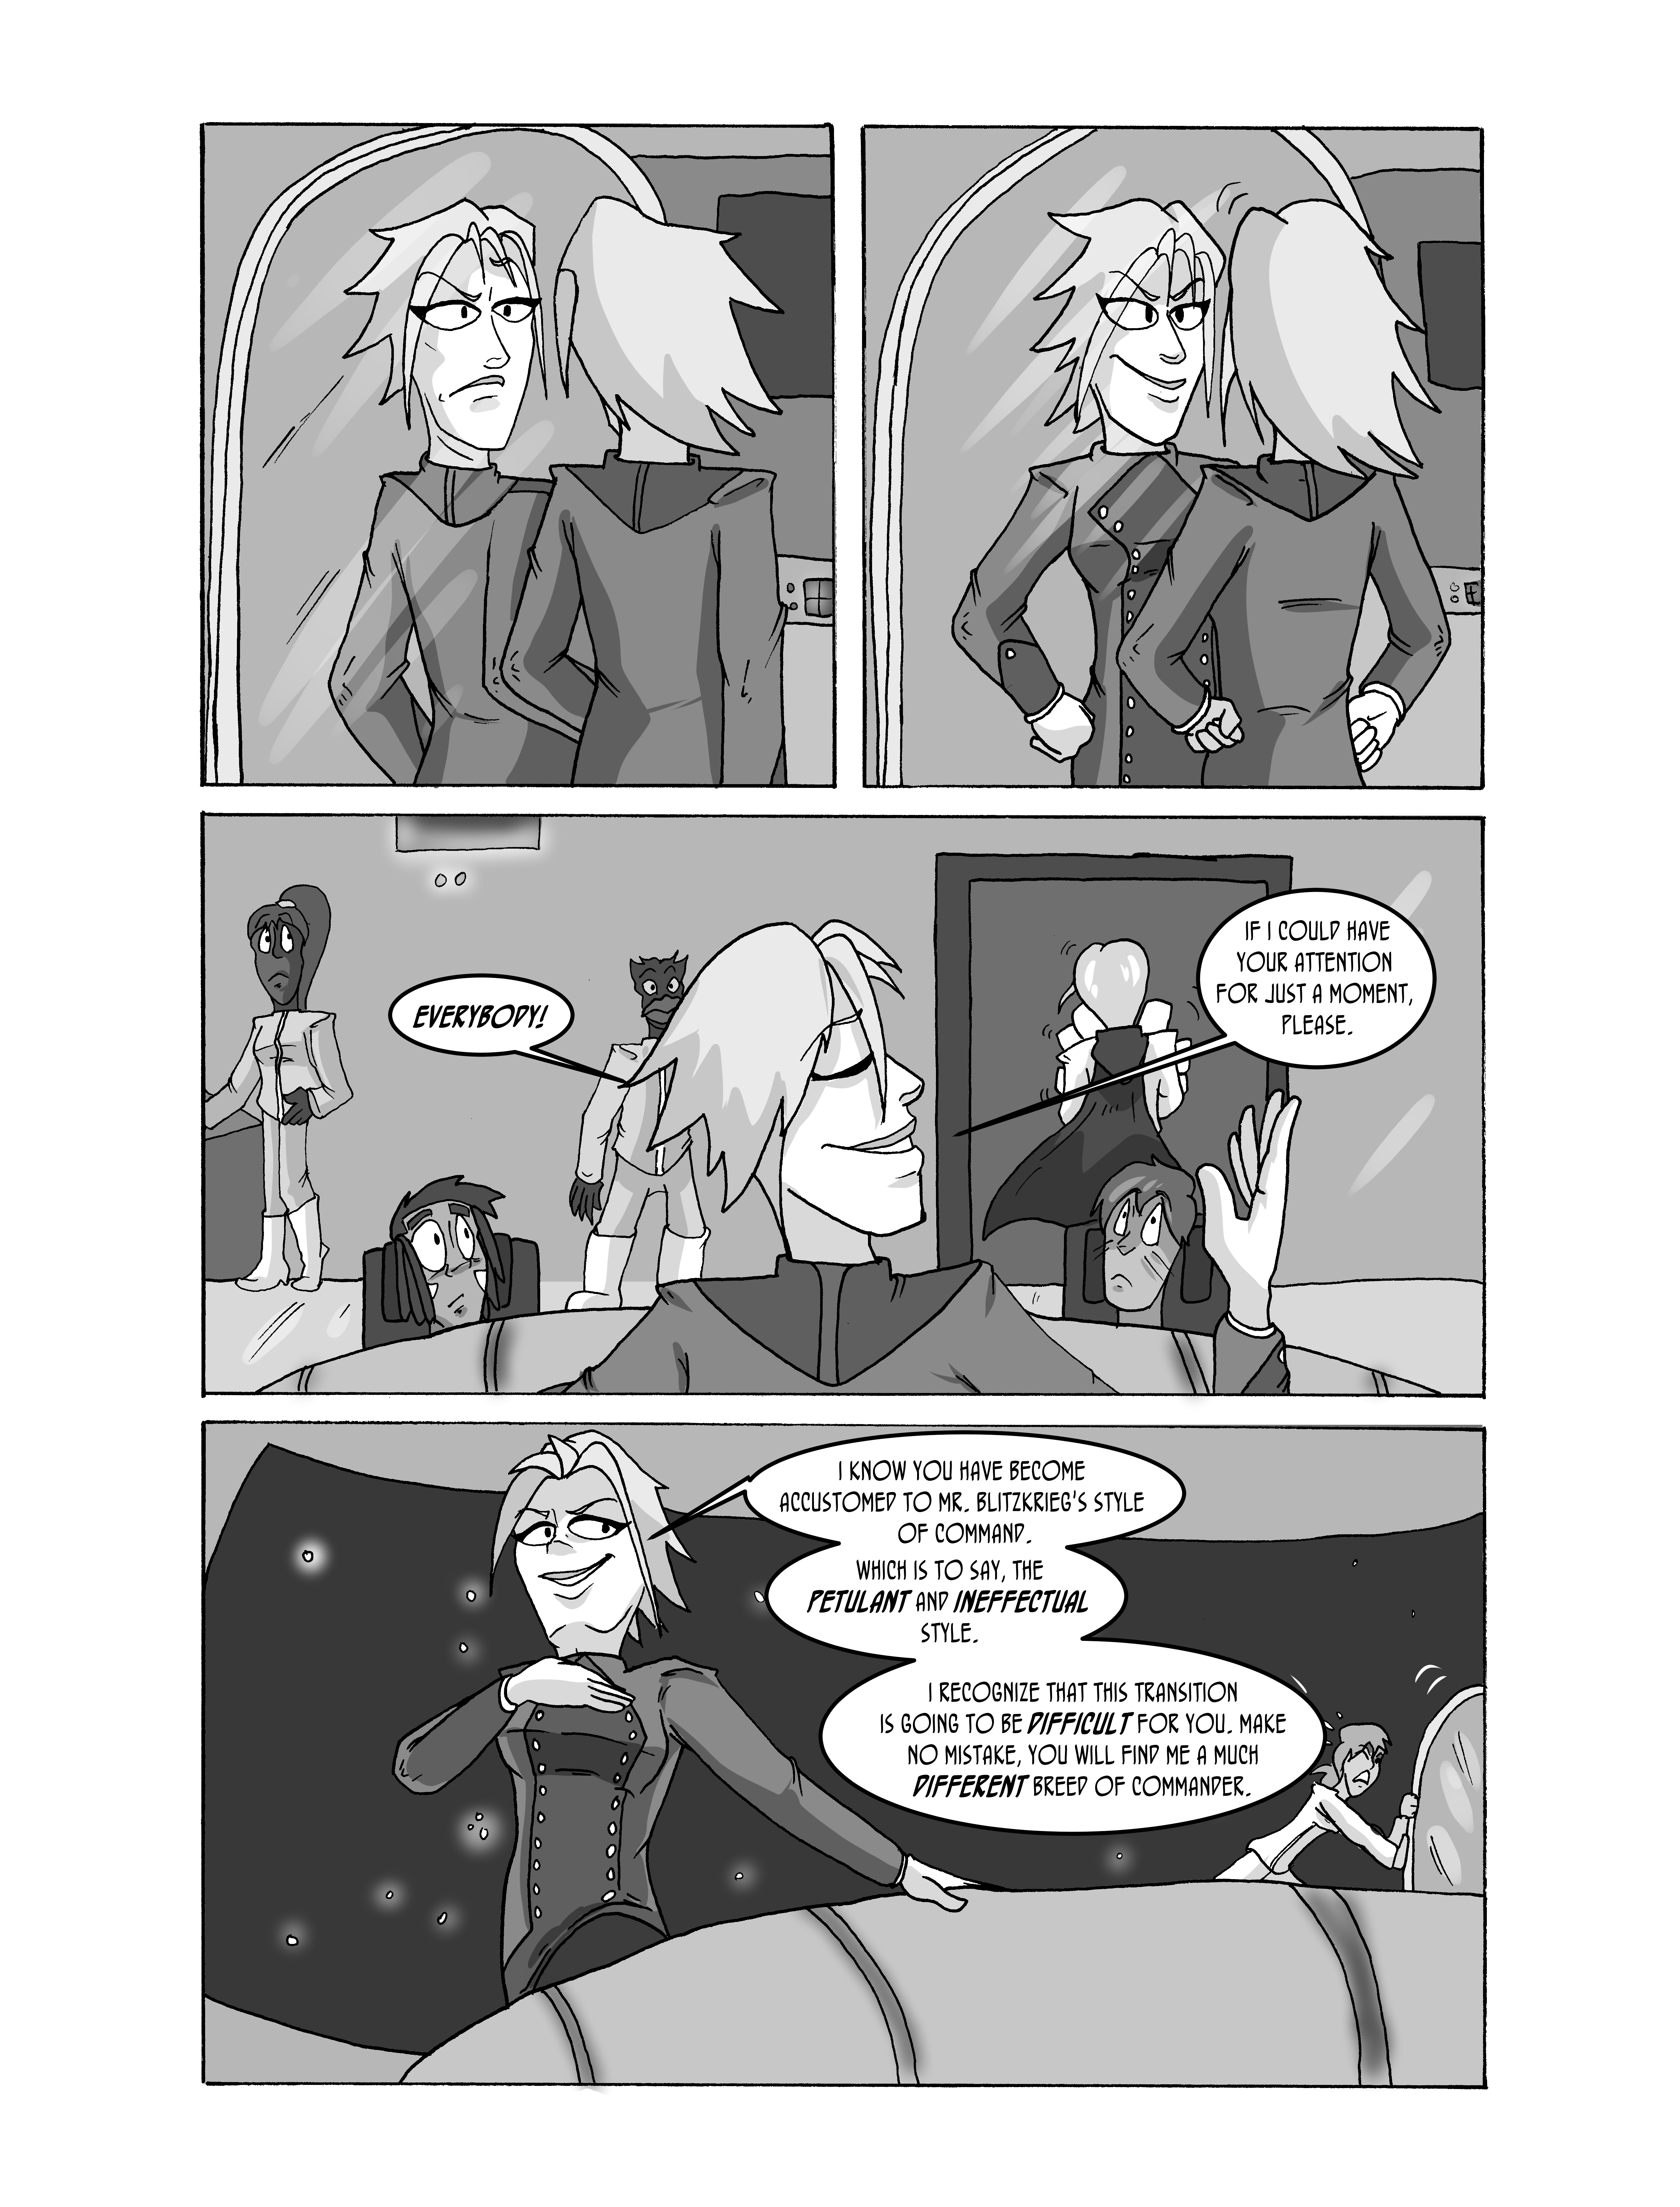 EVERYBODY!
IF I COULD HAVE
YOUR ATTENTION
FOR JUST A MOMENT,
PLEASE.
I KNOW YOU HAVE BECOME
ACCUSTOMED TO MR. BLITZKRIEG'S STYLE
OF COMMAND.
WHICH IS TO SAY, THE
PETULANT AND INEFFECTUAL
STYLE.
I RECOGNIZE THAT THIS TRANSITION
IS GOING TO BE DIFFICULT FOR YOU. MAKE
NO MISTAKE, YOU WILL FIND ME A MUCH
DIFFERENT BREED OF COMMANDER.